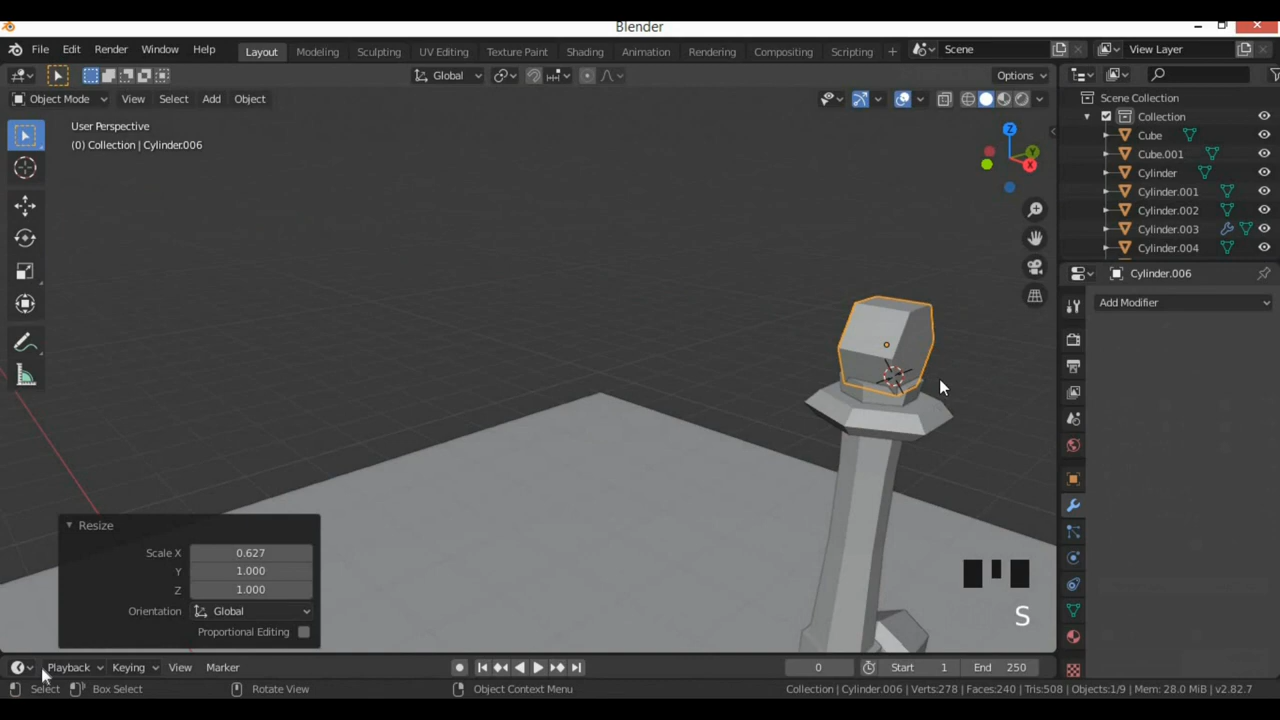 Blender
File Edit Render Window Help
Layout Modeling Sculpting UV Editing Texture Paint Shading Animation Rendering Compositing Scripting +
Scene
View Layer
Global
Options
Object Mode View Select Add Object
User Perspective
(0) Collection | Cylinder.006
Z
Y
X
Scene Collection
Collection
Cube
Cube.001
Cylinder
Cylinder.001
Cylinder.002
Cylinder.003
Cylinder.004
Cylinder.006
Add Modifier
Resize
Scale X 0.627
Y 1.000
Z 1.000
Orientation Global
Proportional Editing
S
Playback Keying View Marker
0 Start 1 End 250
Select Box Select Rotate View Object Context Menu
Collection | Cylinder.006 | Verts:278 | Faces:240 | Tris:508 | Objects:1/9 | Mem: 28.0 MiB | v2.82.7